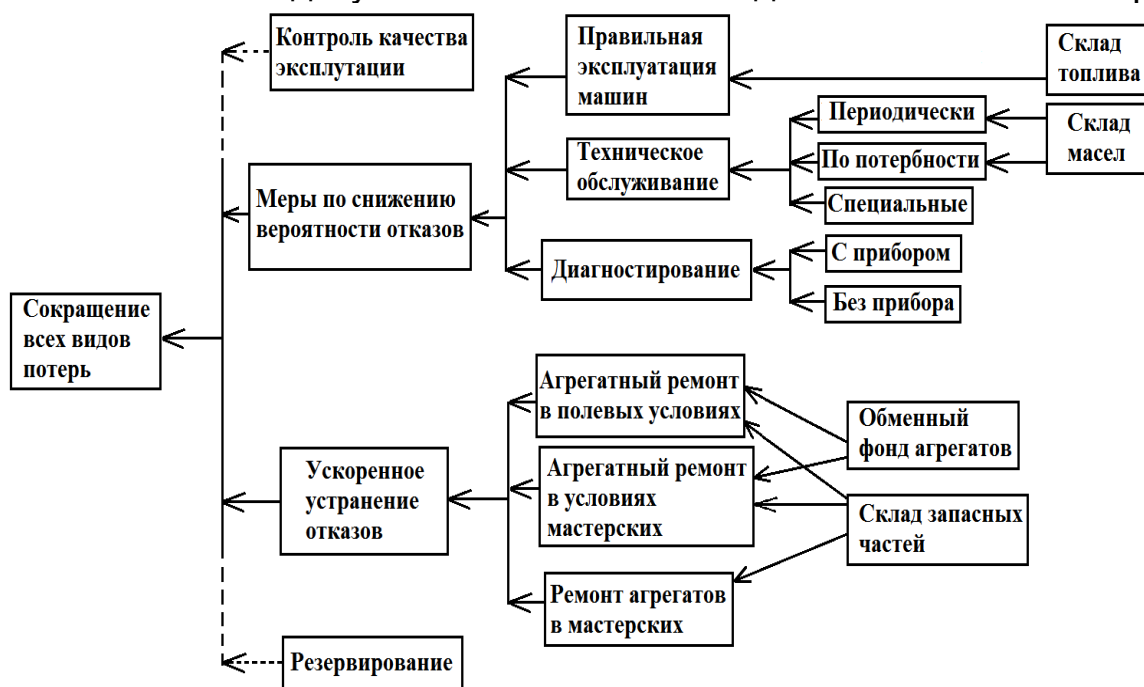 Контроль качества
эксплутации
Правильная
эксплуатация
машин
Склад
топлива
Периодически
Склад
масел
Техническое
обслуживание
По потербности
Меры по снижению
вероятности отказов
Специальные
С прибором
Диагностирование
Без прибора
Сокращение
всех видов
потерь
Агрегатный ремонт
в полевых условиях
Обменный
фонд агрегатов
Ускоренное
устранение
отказов
Агрегатный ремонт
в условиях
мастерских
Склад запасных
частей
Ремонт агрегатов
в мастерских
Резервирование